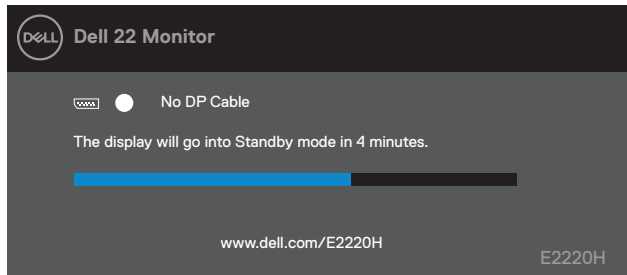 DELL
Dell 22 Monitor
No DP Cable
The display will go into Standby mode in 4 minutes.
www.dell.com/E2220H
E2220H